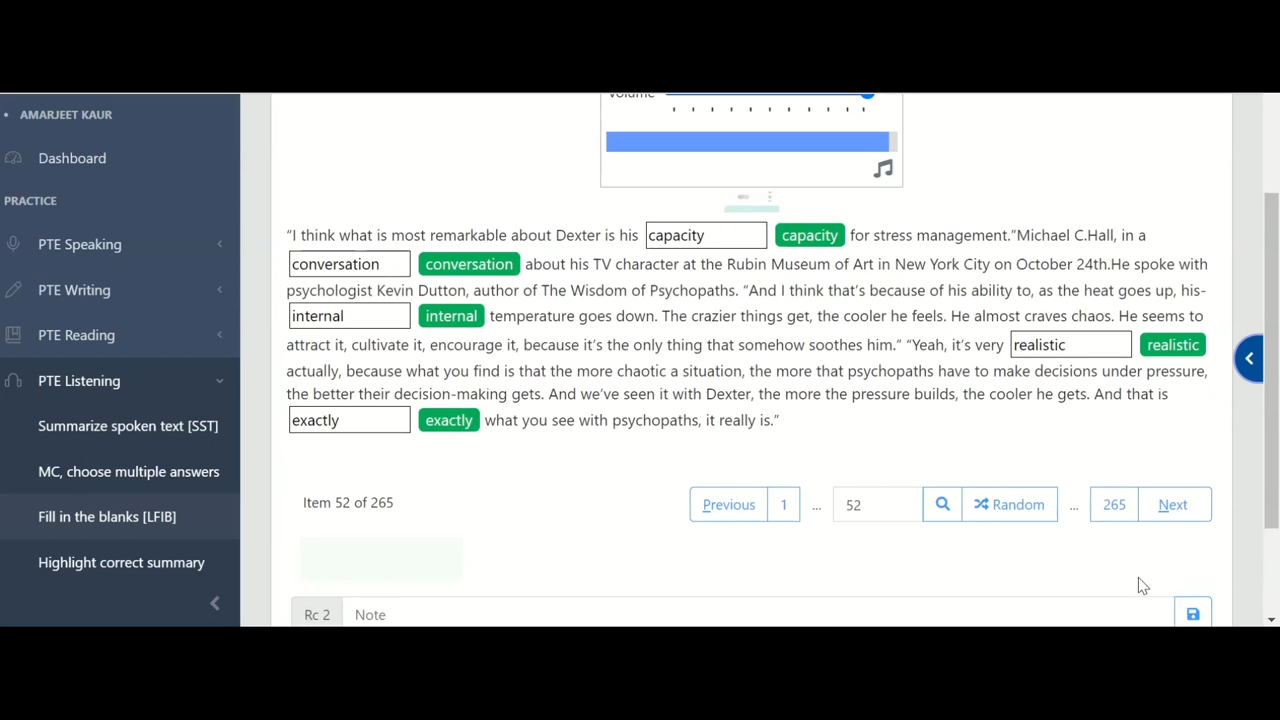 AMARJEET KAUR
Dashboard
PRACTICE
PTE Speaking
PTE Writing
PTE Reading
PTE Listening
Summarize spoken text [SST]
MC, choose multiple answers
Fill in the blanks [LFIB]
Highlight correct summary
Volume
“I think what is most remarkable about Dexter is his capacity capacity for stress management.”Michael C.Hall, in a
conversation conversation about his TV character at the Rubin Museum of Art in New York City on October 24th.He spoke with
psychologist Kevin Dutton, author of The Wisdom of Psychopaths. “And I think that’s because of his ability to, as the heat goes up, his-
internal internal temperature goes down. The crazier things get, the cooler he feels. He almost craves chaos. He seems to
attract it, cultivate it, encourage it, because it’s the only thing that somehow soothes him.” “Yeah, it’s very realistic realistic
actually, because what you find is that the more chaotic a situation, the more that psychopaths have to make decisions under pressure,
the better their decision-making gets. And we’ve seen it with Dexter, the more the pressure builds, the cooler he gets. And that is
exactly exactly what you see with psychopaths, it really is.”
Item 52 of 265
Previous 1 ... 52 Random ... 265 Next
Rc 2 Note